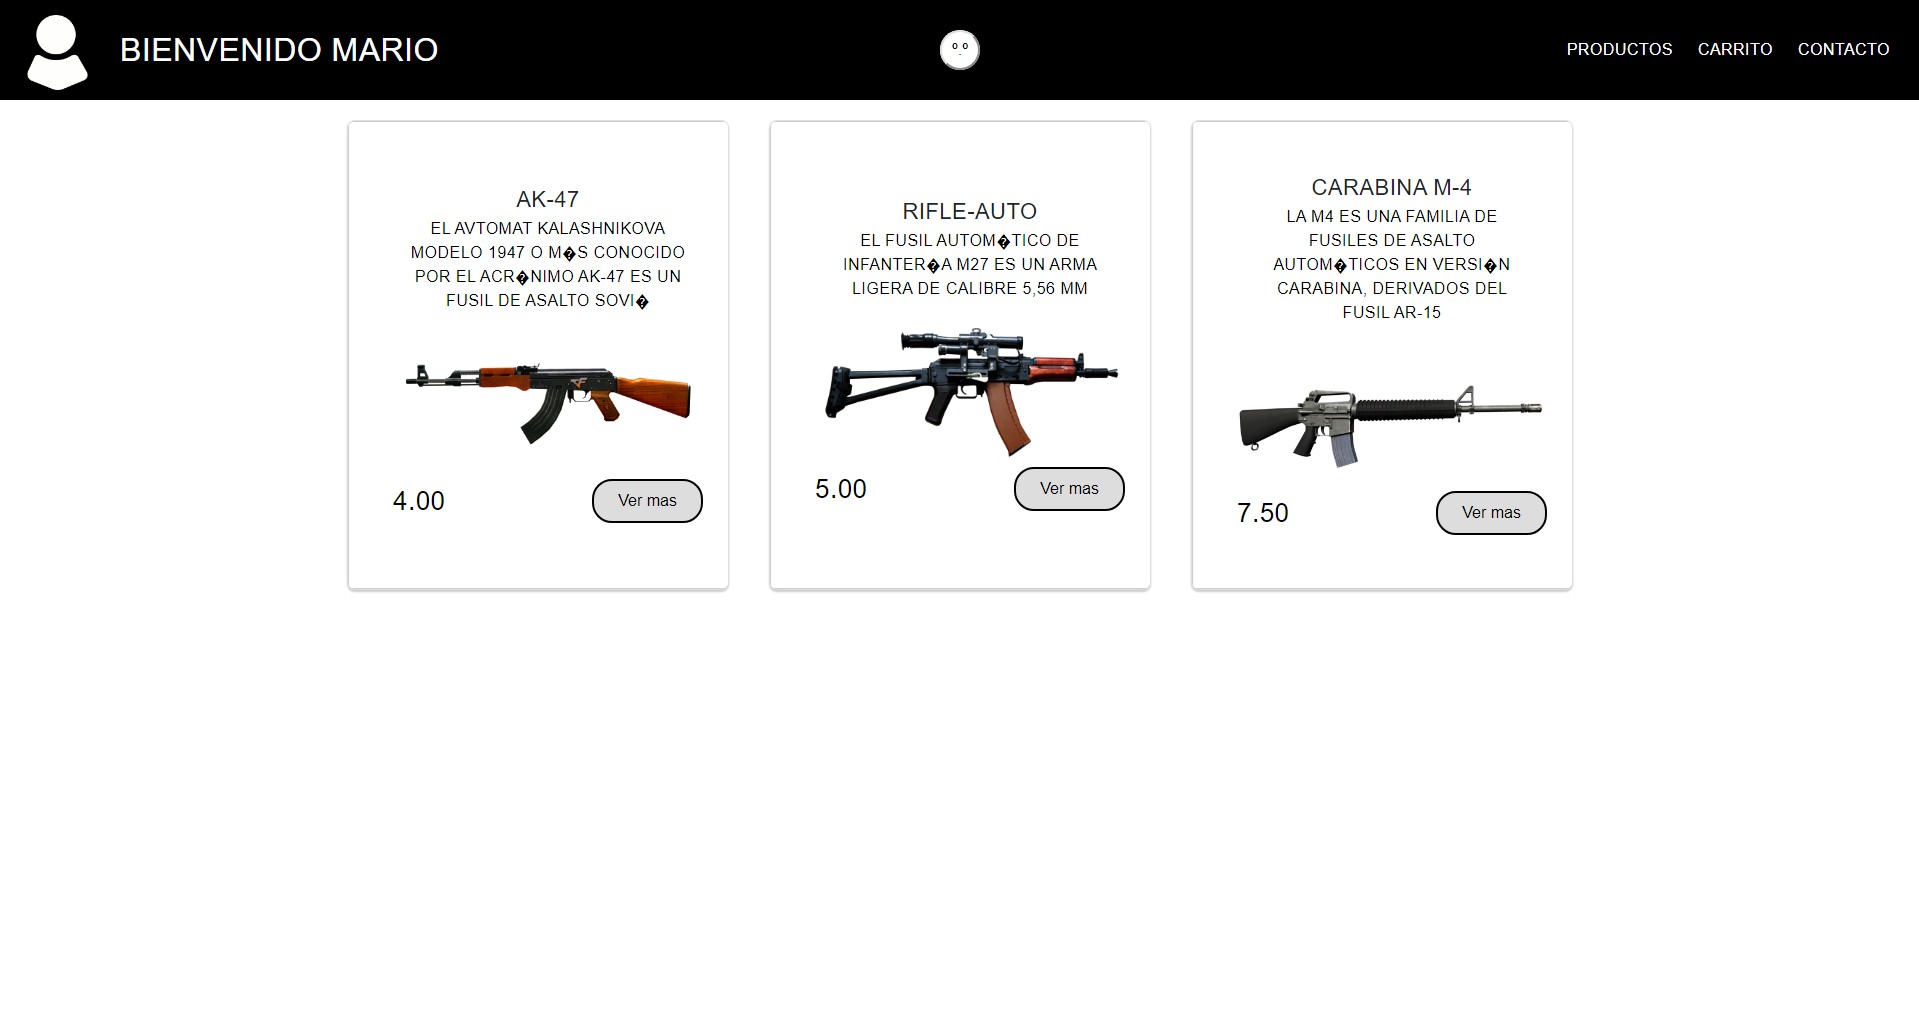 BIENVENIDO MARIO
PRODUCTOS CARRITO CONTACTO
AK-47
EL AVTOMAT KALASHNIKOVA
MODELO 1947 O M�S CONOCIDO
POR EL ACR�NIMO AK-47 ES UN
FUSIL DE ASALTO SOVI�
4.00
Ver mas
RIFLE-AUTO
EL FUSIL AUTOM�TICO DE
INFANTER�A M27 ES UN ARMA
LIGERA DE CALIBRE 5,56 MM
5.00
Ver mas
CARABINA M-4
LA M4 ES UNA FAMILIA DE
FUSILES DE ASALTO
AUTOM�TICOS EN VERSI�N
CARABINA, DERIVADOS DEL
FUSIL AR-15
7.50
Ver mas